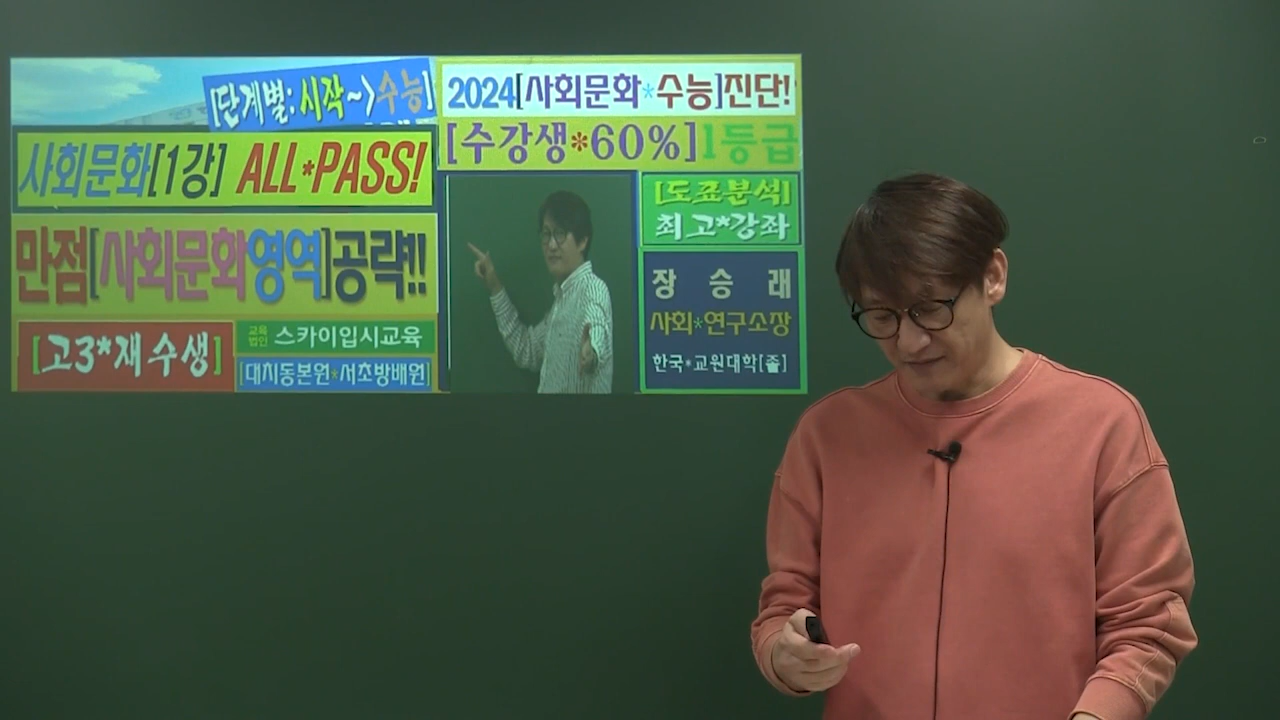 [단계별:시작~>수능]
사회문화[1강] ALL*PASS!
만점[사회문화영역]공략!!
[고3*재수생]
교육법인 스카이입시교육
[대치동본원*서초방배원]
2024[사회문화*수능]진단!
[수강생*60%]1등급
[도표분석]
최고*강좌
장 승 래
사회*연구소장
한국*교원대학[졸]